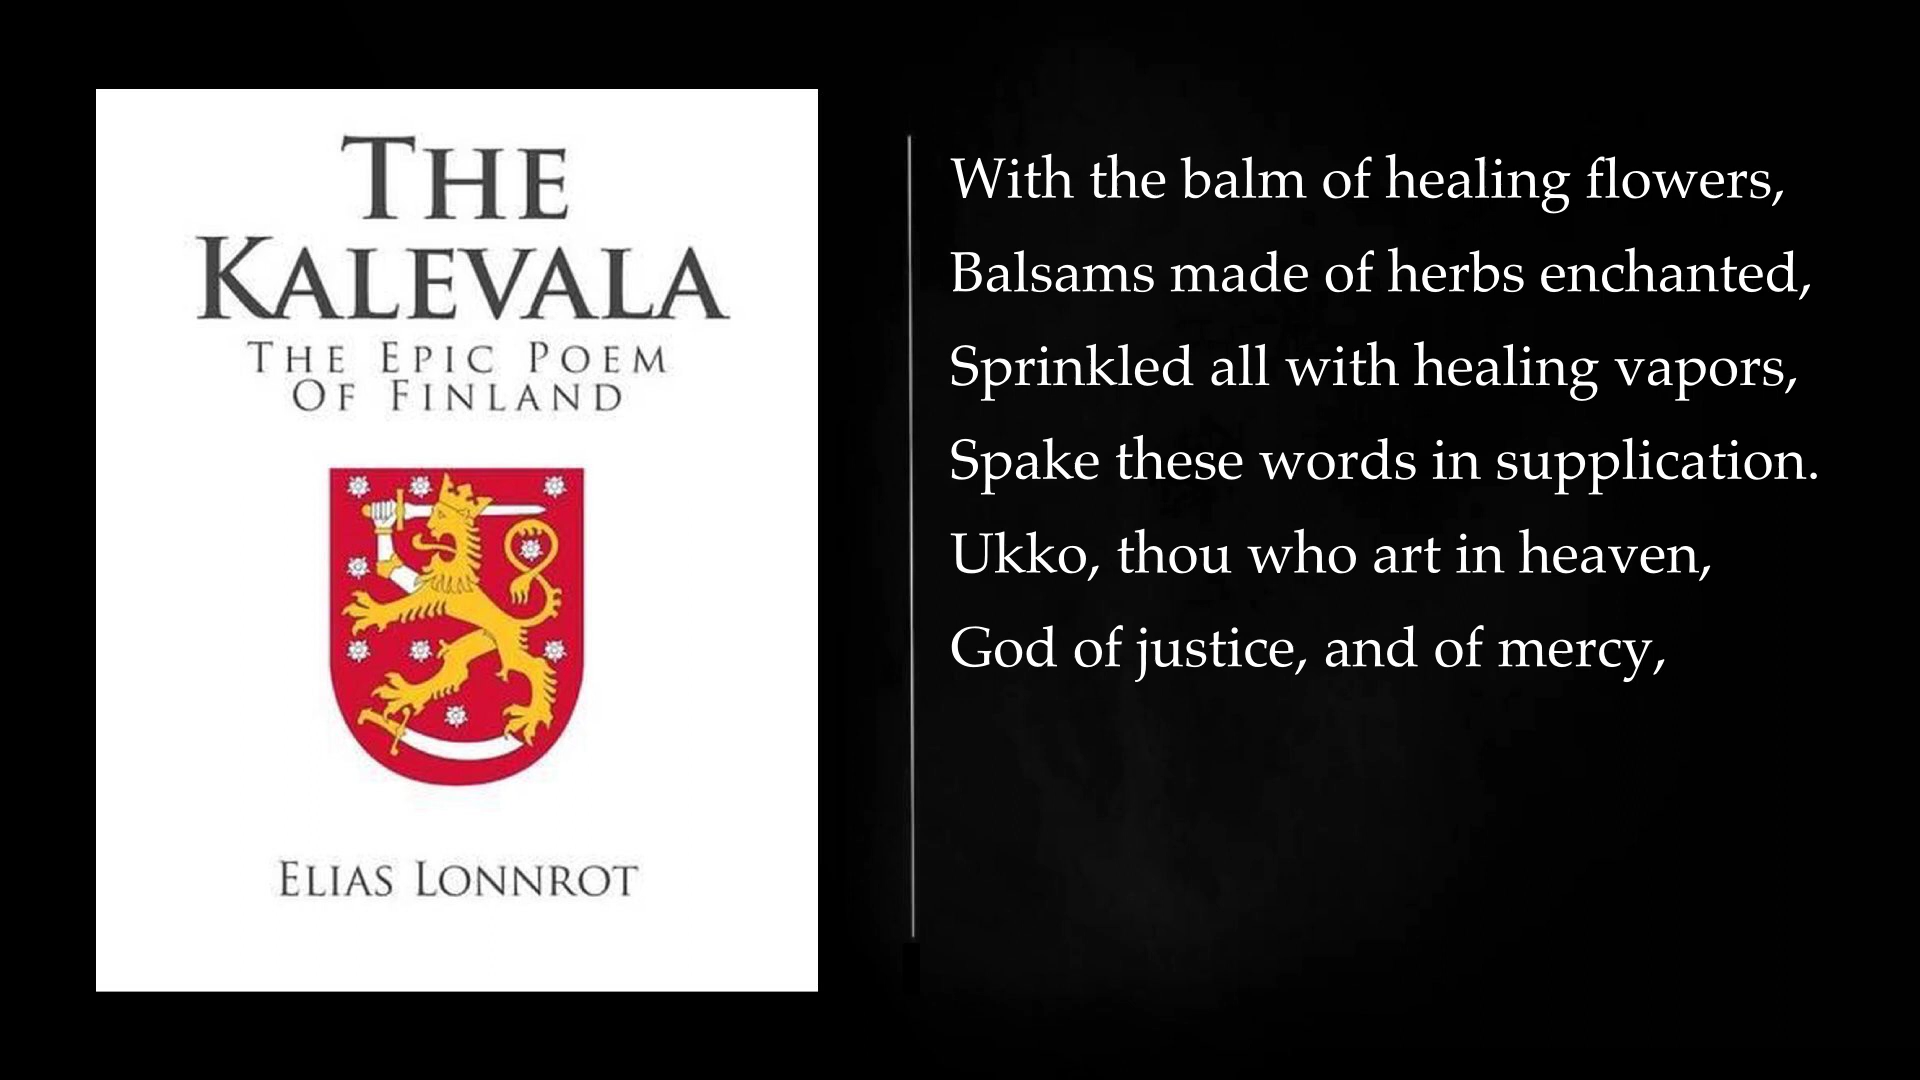 THE
KALEVALA
THE EPIC POEM
OF FINLAND
ELIAS LONNROT
With the balm of healing flowers,
Balsams made of herbs enchanted,
Sprinkled all with healing vapors,
Spake these words in supplication.
Ukko, thou who art in heaven,
God of justice, and of mercy,